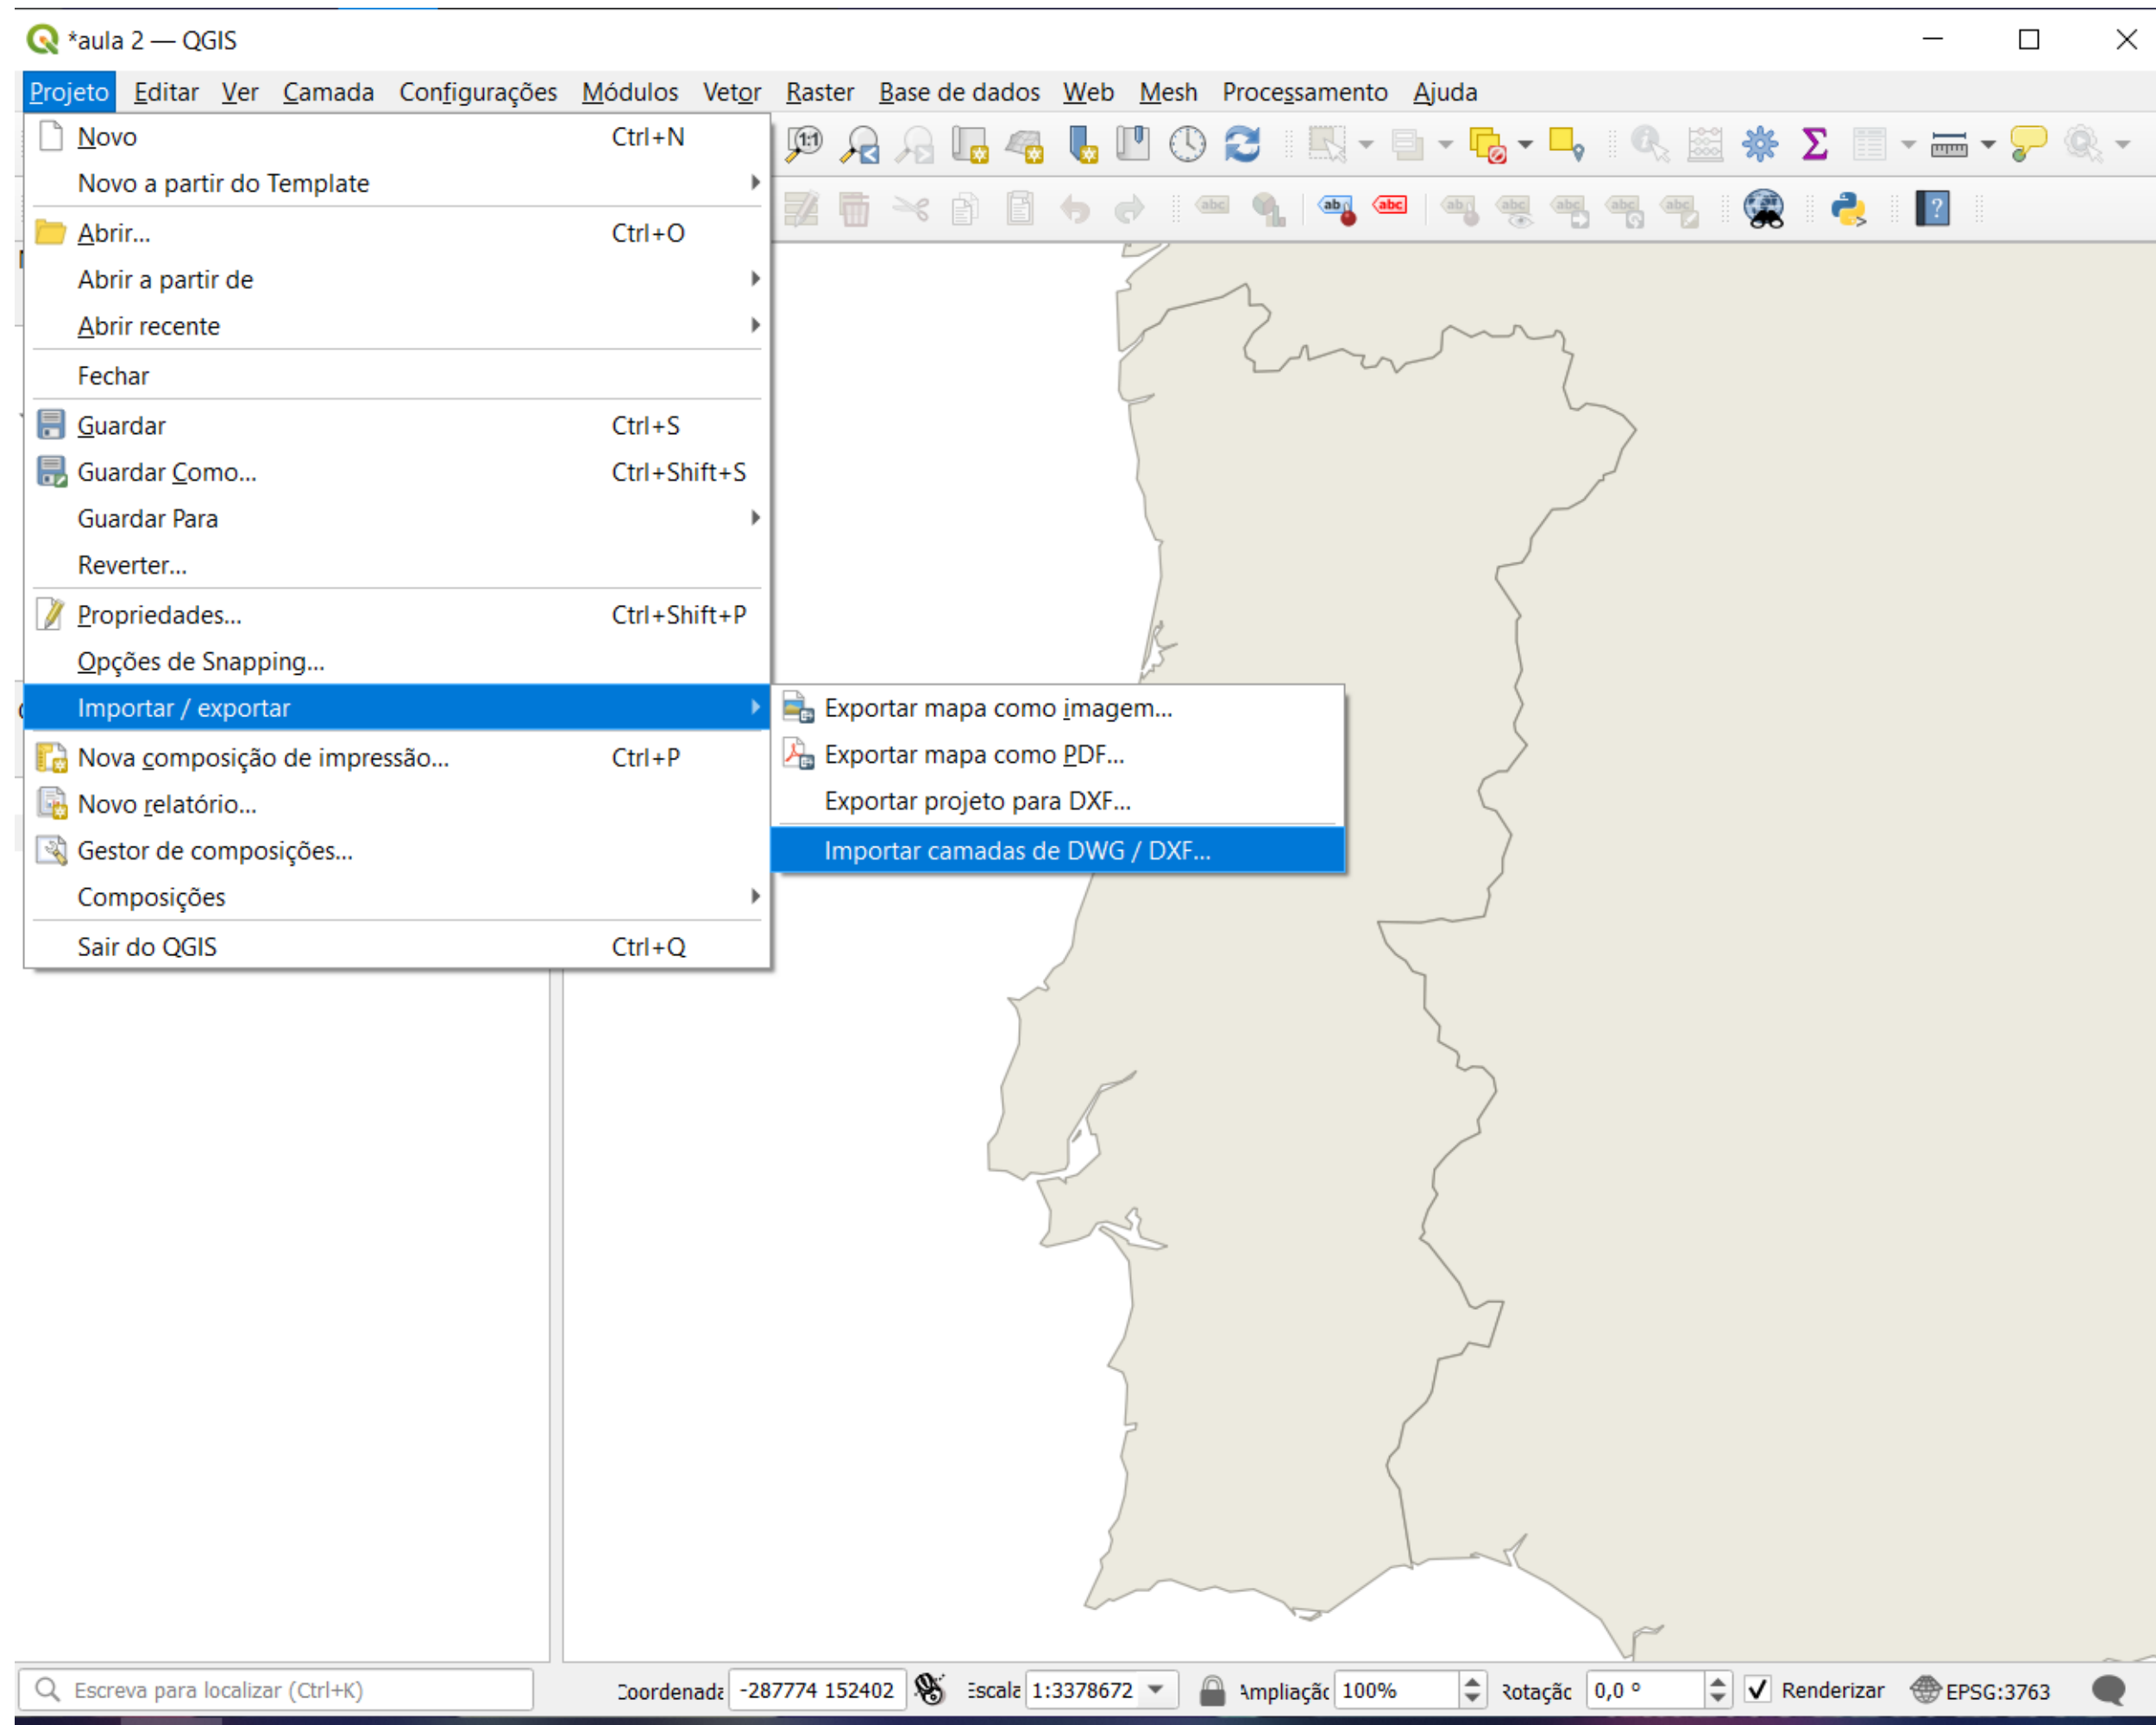 *aula 2 — QGIS
Projeto Editar Ver Camada Configurações Módulos Vetor Raster Base de dados Web Mesh Processamento Ajuda
Novo Ctrl+N
Novo a partir do Template
Abrir... Ctrl+O
Abrir a partir de
Abrir recente
Fechar
Guardar Ctrl+S
Guardar Como... Ctrl+Shift+S
Guardar Para
Reverter...
Propriedades... Ctrl+Shift+P
Opções de Snapping...
Importar / exportar
Exportar mapa como imagem...
Exportar mapa como PDF...
Exportar projeto para DXF...
Importar camadas de DWG / DXF...
Nova composição de impressão... Ctrl+P
Novo relatório...
Gestor de composições...
Composições
Sair do QGIS Ctrl+Q
Escreva para localizar (Ctrl+K) -287774 152402 1:3378672 100% 0,0 ° Renderizar EPSG:3763